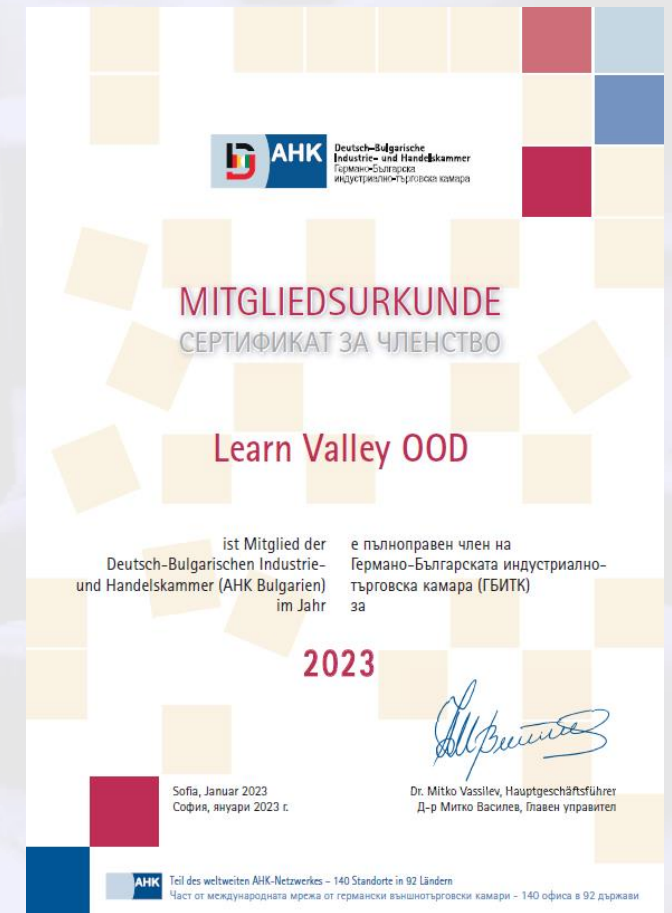 AHK
Deutsch-Bulgarische
Industrie- und Handelskammer
Германо-Българска
индустриално-търговска камара
MITGLIEDSURKUNDE
СЕРТИФИКАТ ЗА ЧЛЕНСТВО
Learn Valley OOD
ist Mitglied der
Deutsch-Bulgarischen Industrie-
und Handelskammer (AHK Bulgarien)
im Jahr
е пълноправен член на
Германо-Българската индустриално-
търговска камара (ГБИТК)
за
2023
Sofia, Januar 2023
София, януари 2023 г.
Dr. Mitko Vassilev, Hauptgeschäftsführer
Д-р Митко Василев, Главен управител
AHK
Teil des weltweiten AHK-Netzwerkes – 140 Standorte in 92 Ländern
Част от международната мрежа от германски външнотърговски камари – 140 офиса в 92 държави